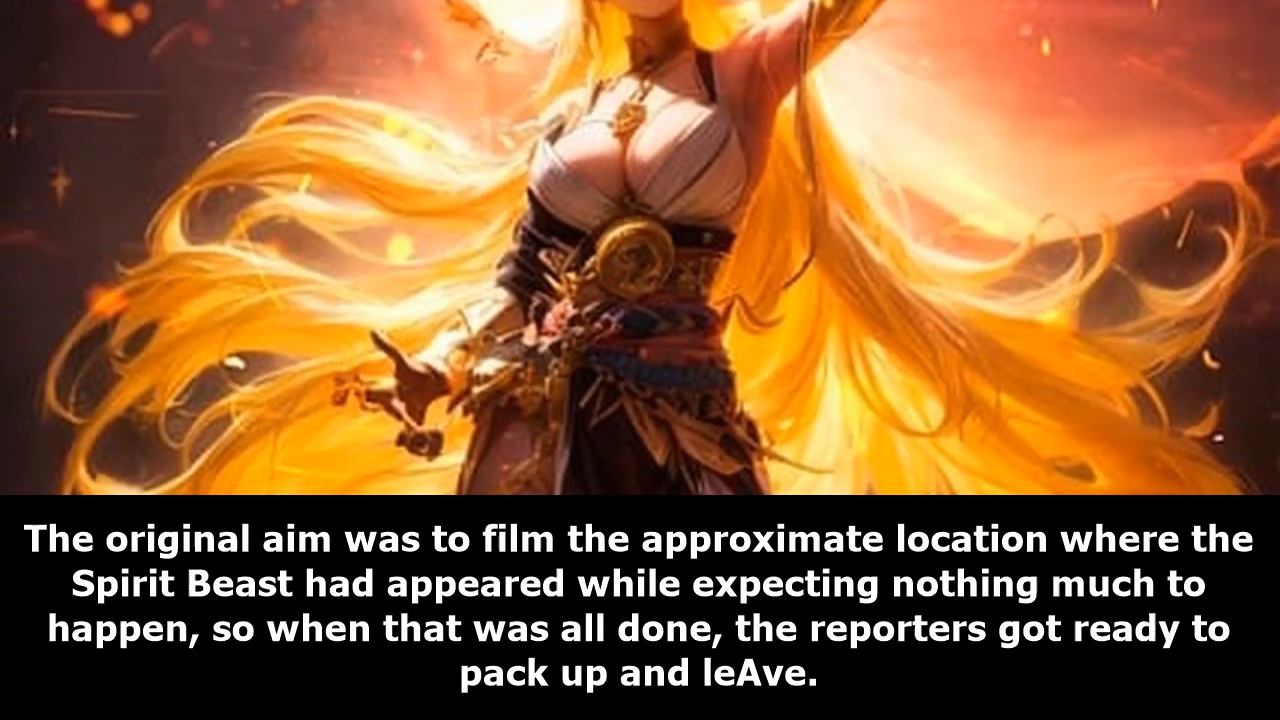 The original aim was to film the approximate location where the
Spirit Beast had appeared while expecting nothing much to
happen, so when that was all done, the reporters got ready to
pack up and leAve.